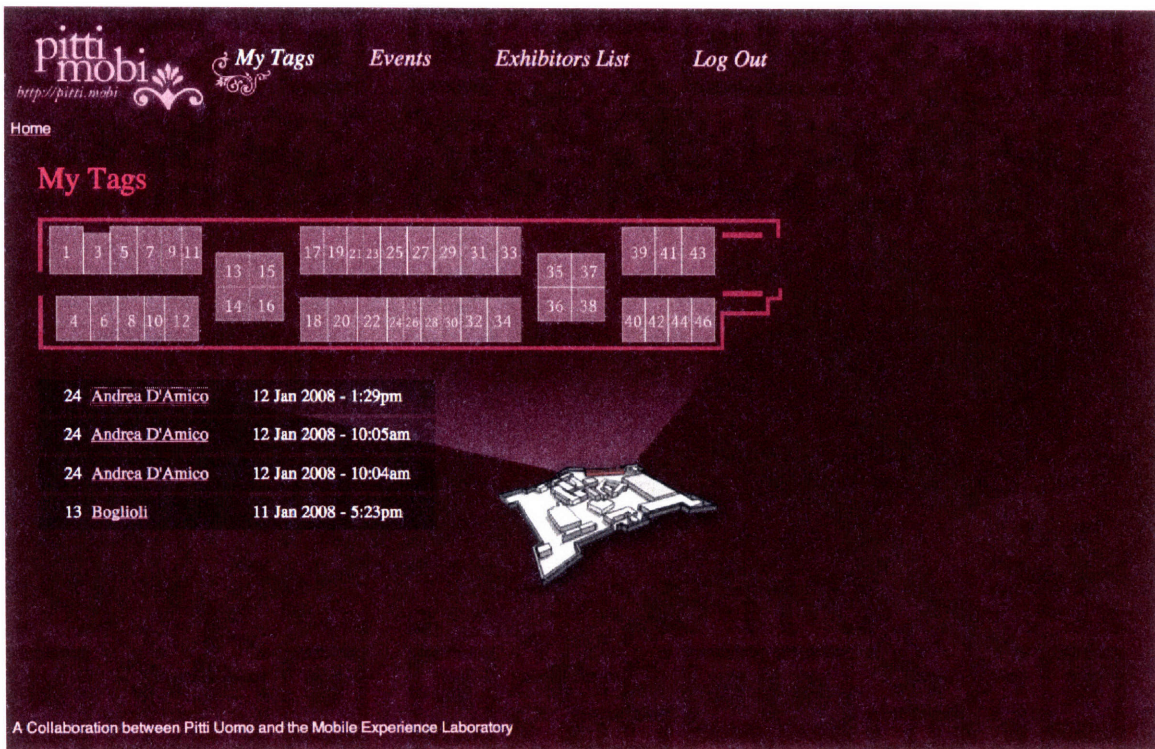 pitti
mobi
http://pitti.mobi
My Tags Events Exhibitors List Log Out
Home
My Tags
1 3 5 7 9 11
13 15
17 19 21 23 25 27 29 31 33
35 37
39 41 43
4 6 8 10 12
14 16
18 20 22 24 26 28 30 32 34
36 38
40 42 44 46
24 Andrea D'Amico 12 Jan 2008 - 1:29pm
24 Andrea D'Amico 12 Jan 2008 - 10:05am
24 Andrea D'Amico 12 Jan 2008 - 10:04am
13 Boglioli 11 Jan 2008 - 5:23pm
A Collaboration between Pitti Uomo and the Mobile Experience Laboratory